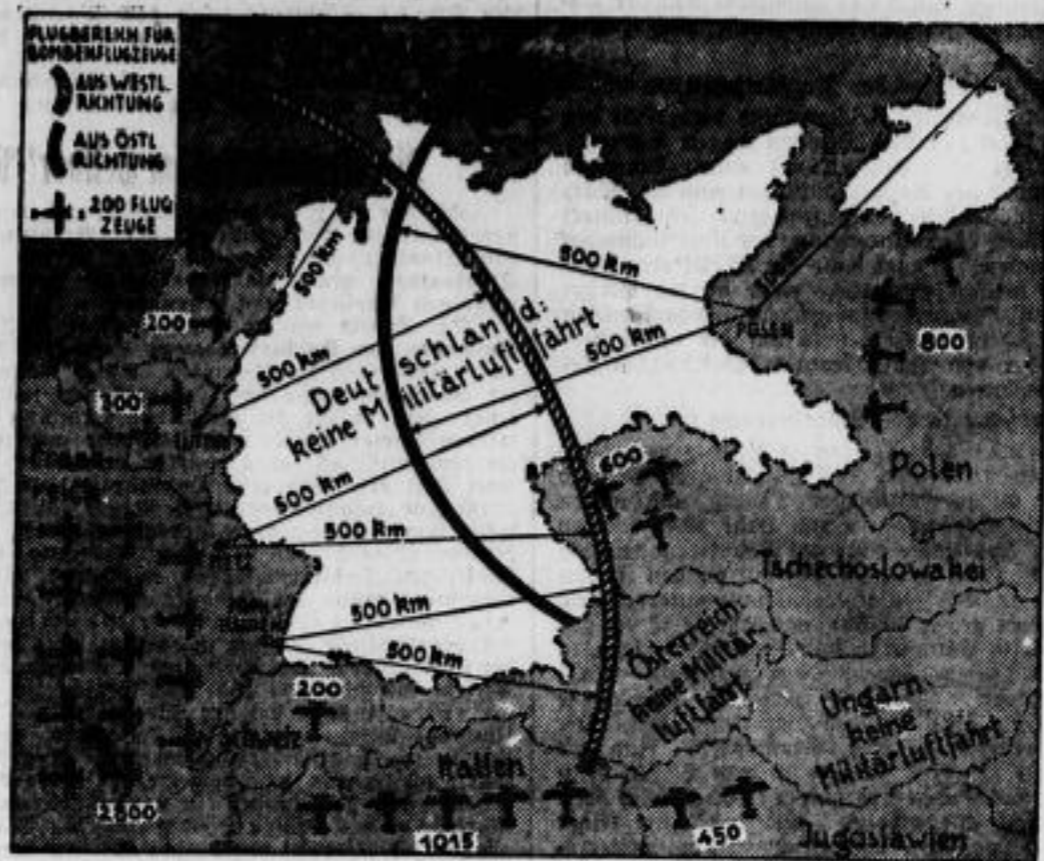 FLUGBEREICH FÜR
BOMBENFLUGZEUGE
AUS WESTL.
RICHTUNG
AUS ÖSTL
RICHTUNG
= 200 FLUG
ZEUGE
500 km
500 km
500 km
500 km
500 km
500 km
500 km
500 km
Deutschland:
keine Militärluftfahrt
200
300
POSEN
800
600
Polen
Tschechoslowakei
METZ
Österreich:
keine Militär-
luftfahrt
Ungarn:
keine
Militärluftfahrt
200
Schweiz
Italien
2800
1015
450
Jugoslawien